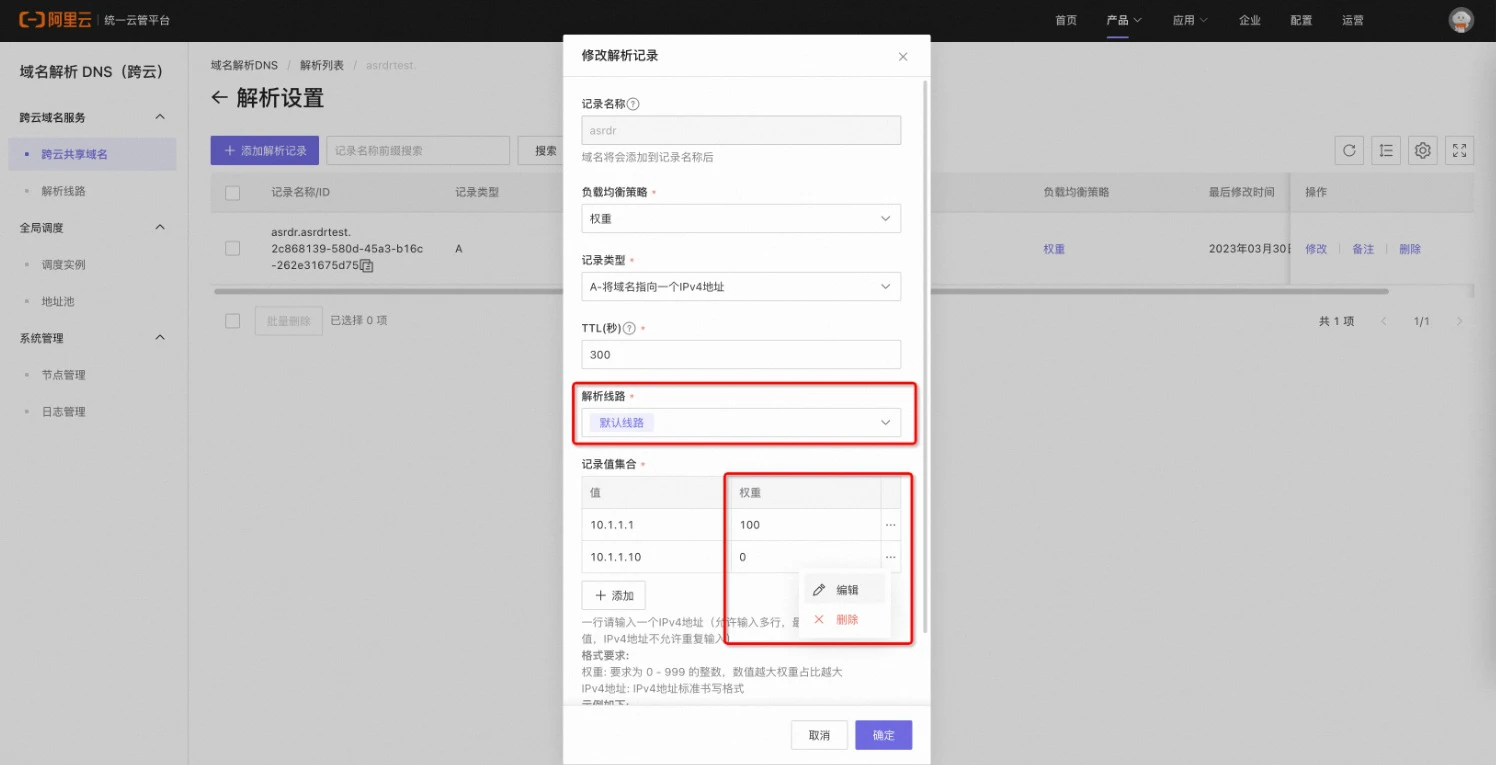 阿里云 统一云管平台
首页 产品 应用 企业 配置 运营
域名解析 DNS（跨云）
跨云域名服务
跨云共享域名
解析线路
全局调度
调度实例
地址池
系统管理
节点管理
日志管理
域名解析DNS / 解析列表 / asrdrtest.
← 解析设置
添加解析记录 记录名称前缀搜索 搜索
记录名称/ID 记录类型 负载均衡策略 最后修改时间 操作
asrdr.asrdrtest.
2c868139-580d-45a3-b16c
-262e31675d75
A 权重 2023年03月30 修改 备注 删除
批量删除 已选择 0 项 共 1 项 1/1
修改解析记录
记录名称
asrdr
域名将会添加到记录名称后
负载均衡策略 *
权重
记录类型 *
A-将域名指向一个IPv4地址
TTL(秒) *
300
解析线路 *
默认线路
记录值集合 *
值 权重
10.1.1.1 100 ...
10.1.1.10 0 ...
编辑
删除
+ 添加
一行请输入一个IPv4地址（允许输入多行，
值，IPv4地址不允许重复输入）
格式要求:
权重: 要求为 0 - 999 的整数，数值越大权重占比越大
IPv4地址: IPv4地址标准书写格式
取消 确定